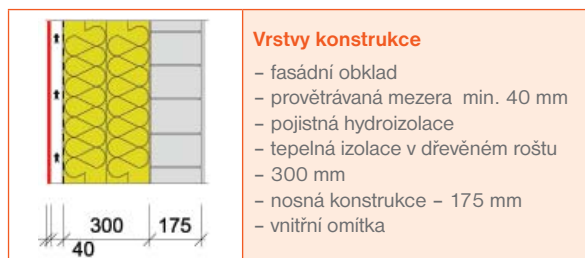 300
175
40
Vrstvy konstrukce
– fasádní obklad
– provětrávaná mezera min. 40 mm
– pojistná hydroizolace
– tepelná izolace v dřevěném roštu
– 300 mm
– nosná konstrukce – 175 mm
– vnitřní omítka